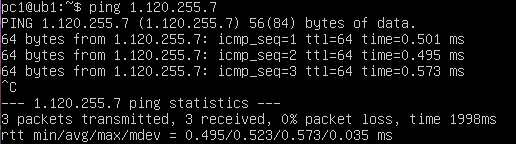 pc1@ub1:~$ ping 1.120.255.7
PING 1.120.255.7 (1.120.255.7) 56(84) bytes of data.
64 bytes from 1.120.255.7: icmp_seq=1 ttl=64 time=0.501 ms
64 bytes from 1.120.255.7: icmp_seq=2 ttl=64 time=0.495 ms
64 bytes from 1.120.255.7: icmp_seq=3 ttl=64 time=0.573 ms
^C
--- 1.120.255.7 ping statistics ---
3 packets transmitted, 3 received, 0% packet loss, time 1998ms
rtt min/avg/max/mdev = 0.495/0.523/0.573/0.035 ms